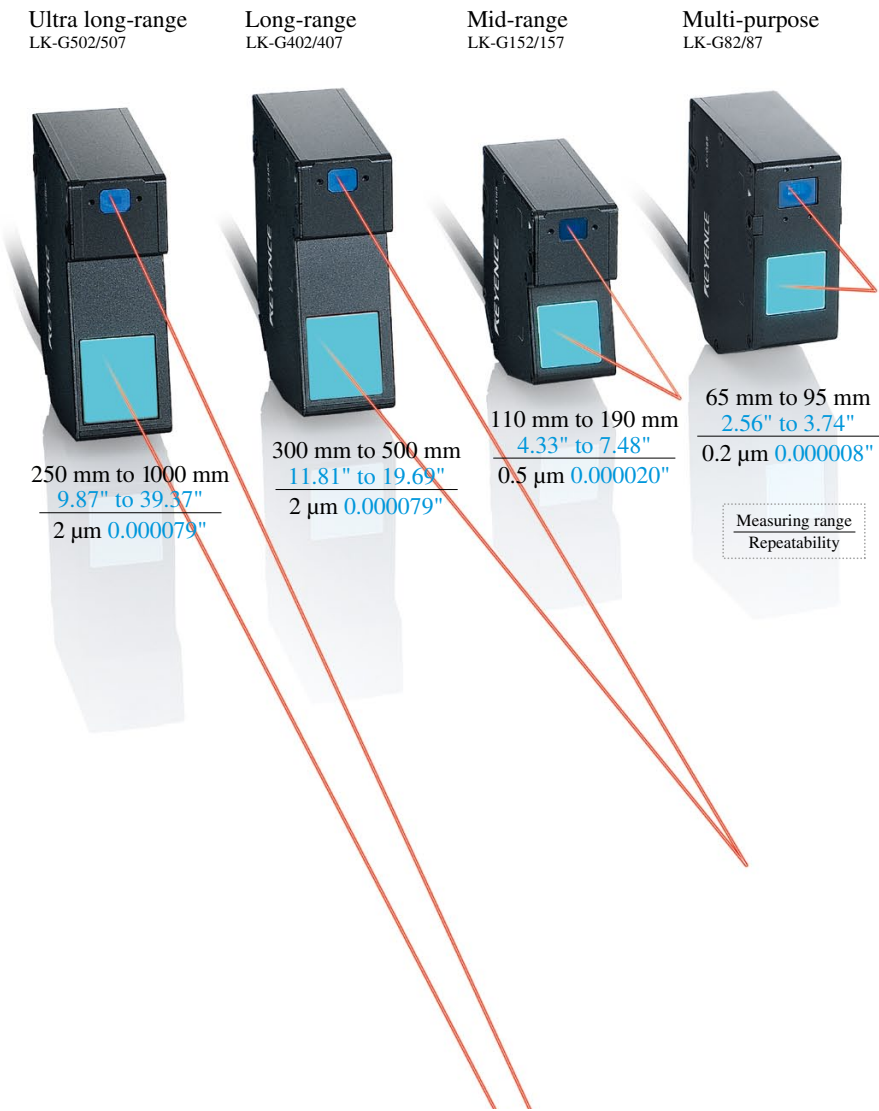 Ultra long-range
LK-G502/507
Long-range
LK-G402/407
Mid-range
LK-G152/157
Multi-purpose
LK-G82/87
KEYENCE
KEYENCE
KEYENCE
KEYENCE
250 mm to 1000 mm
9.87" to 39.37"
2 µm 0.000079"
300 mm to 500 mm
11.81" to 19.69"
2 µm 0.000079"
110 mm to 190 mm
4.33" to 7.48"
0.5 µm 0.000020"
65 mm to 95 mm
2.56" to 3.74"
0.2 µm 0.000008"
Measuring range
Repeatability